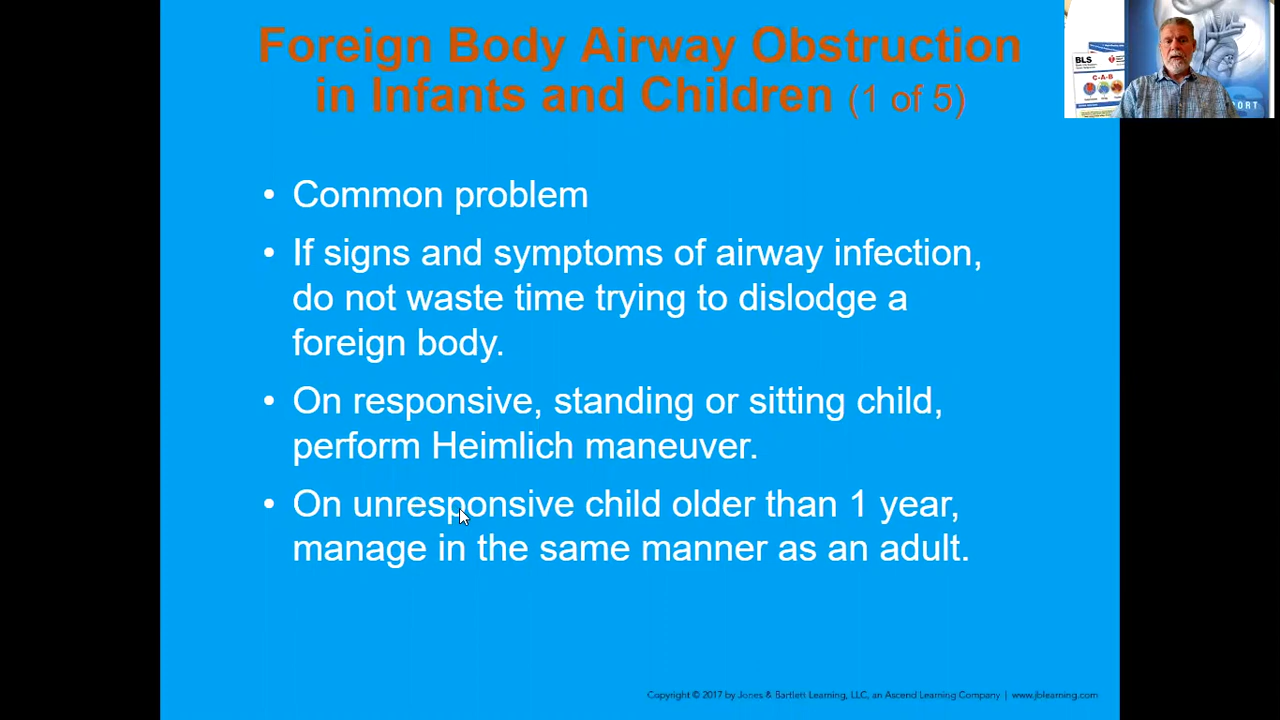 Foreign Body Airway Obstruction
in Infants and Children (1 of 5)
BLS
C-A-B
PORT
• Common problem
• If signs and symptoms of airway infection,
do not waste time trying to dislodge a
foreign body.
• On responsive, standing or sitting child,
perform Heimlich maneuver.
• On unresponsive child older than 1 year,
manage in the same manner as an adult.
Copyright © 2017 by Jones & Bartlett Learning, LLC, an Ascend Learning Company | www.jblearning.com